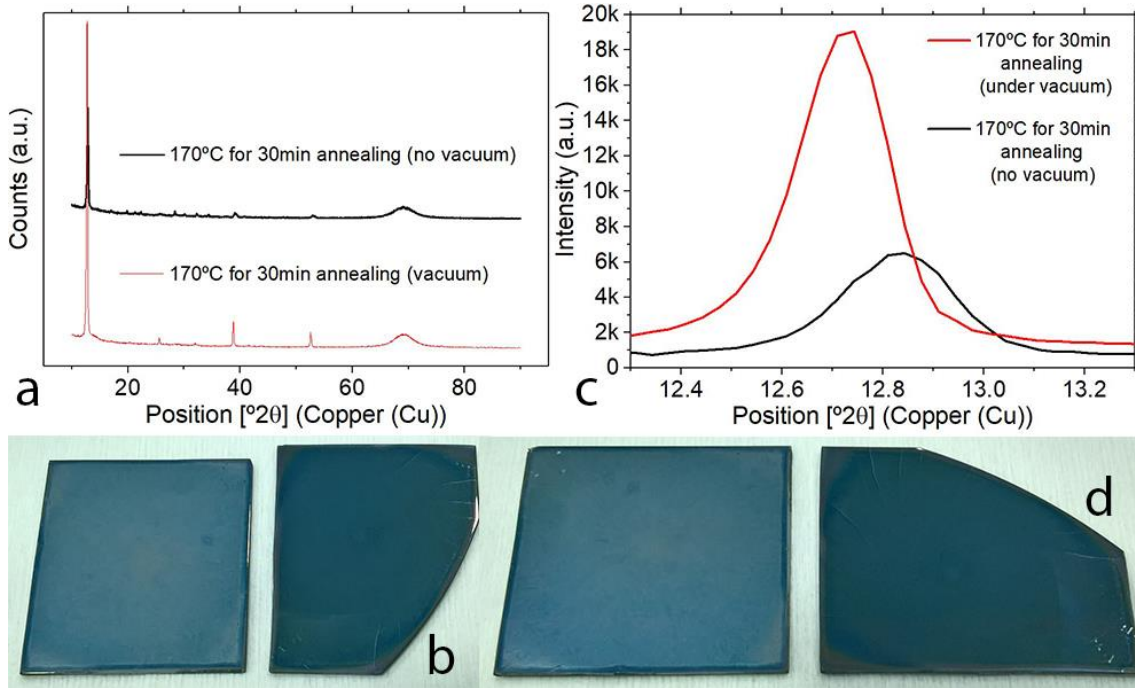 Counts (a.u.)
170ºC for 30min annealing (no vacuum)
170ºC for 30min annealing (vacuum)
20 40 60 80
Position [º2θ] (Copper (Cu))
a
Intensity (a.u.)
20k
18k
16k
14k
12k
10k
8k
6k
4k
2k
0
170ºC for 30min
annealing
(under vacuum)
170ºC for 30min
annealing
(no vacuum)
12.4 12.6 12.8 13.0 13.2
Position [º2θ] (Copper (Cu))
c
b
d